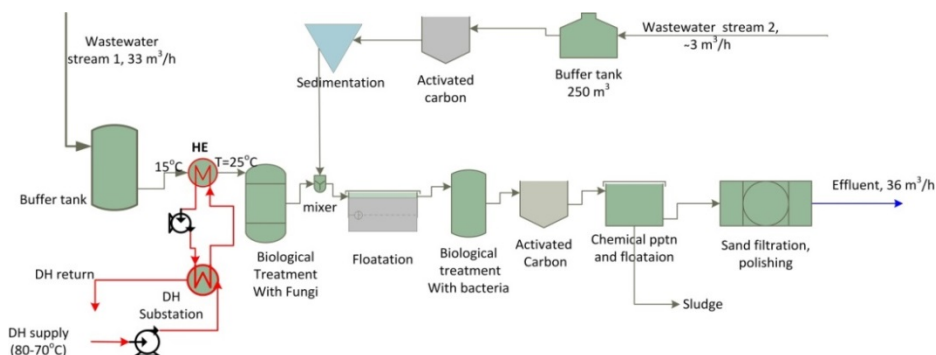 Wastewater
stream 1, 33 m³/h
Wastewater stream 2,
~3 m³/h
Sedimentation
Activated
carbon
Buffer tank
250 m³
HE
15°C
T=25°C
Buffer tank
mixer
Effluent, 36 m³/h
Biological
Treatment
With Fungi
Floatation
Biological
treatment
With bacteria
Activated
Carbon
Chemical pptn
and floataion
Sand filtration,
polishing
DH return
DH
Substation
Sludge
DH supply
(80-70°C)